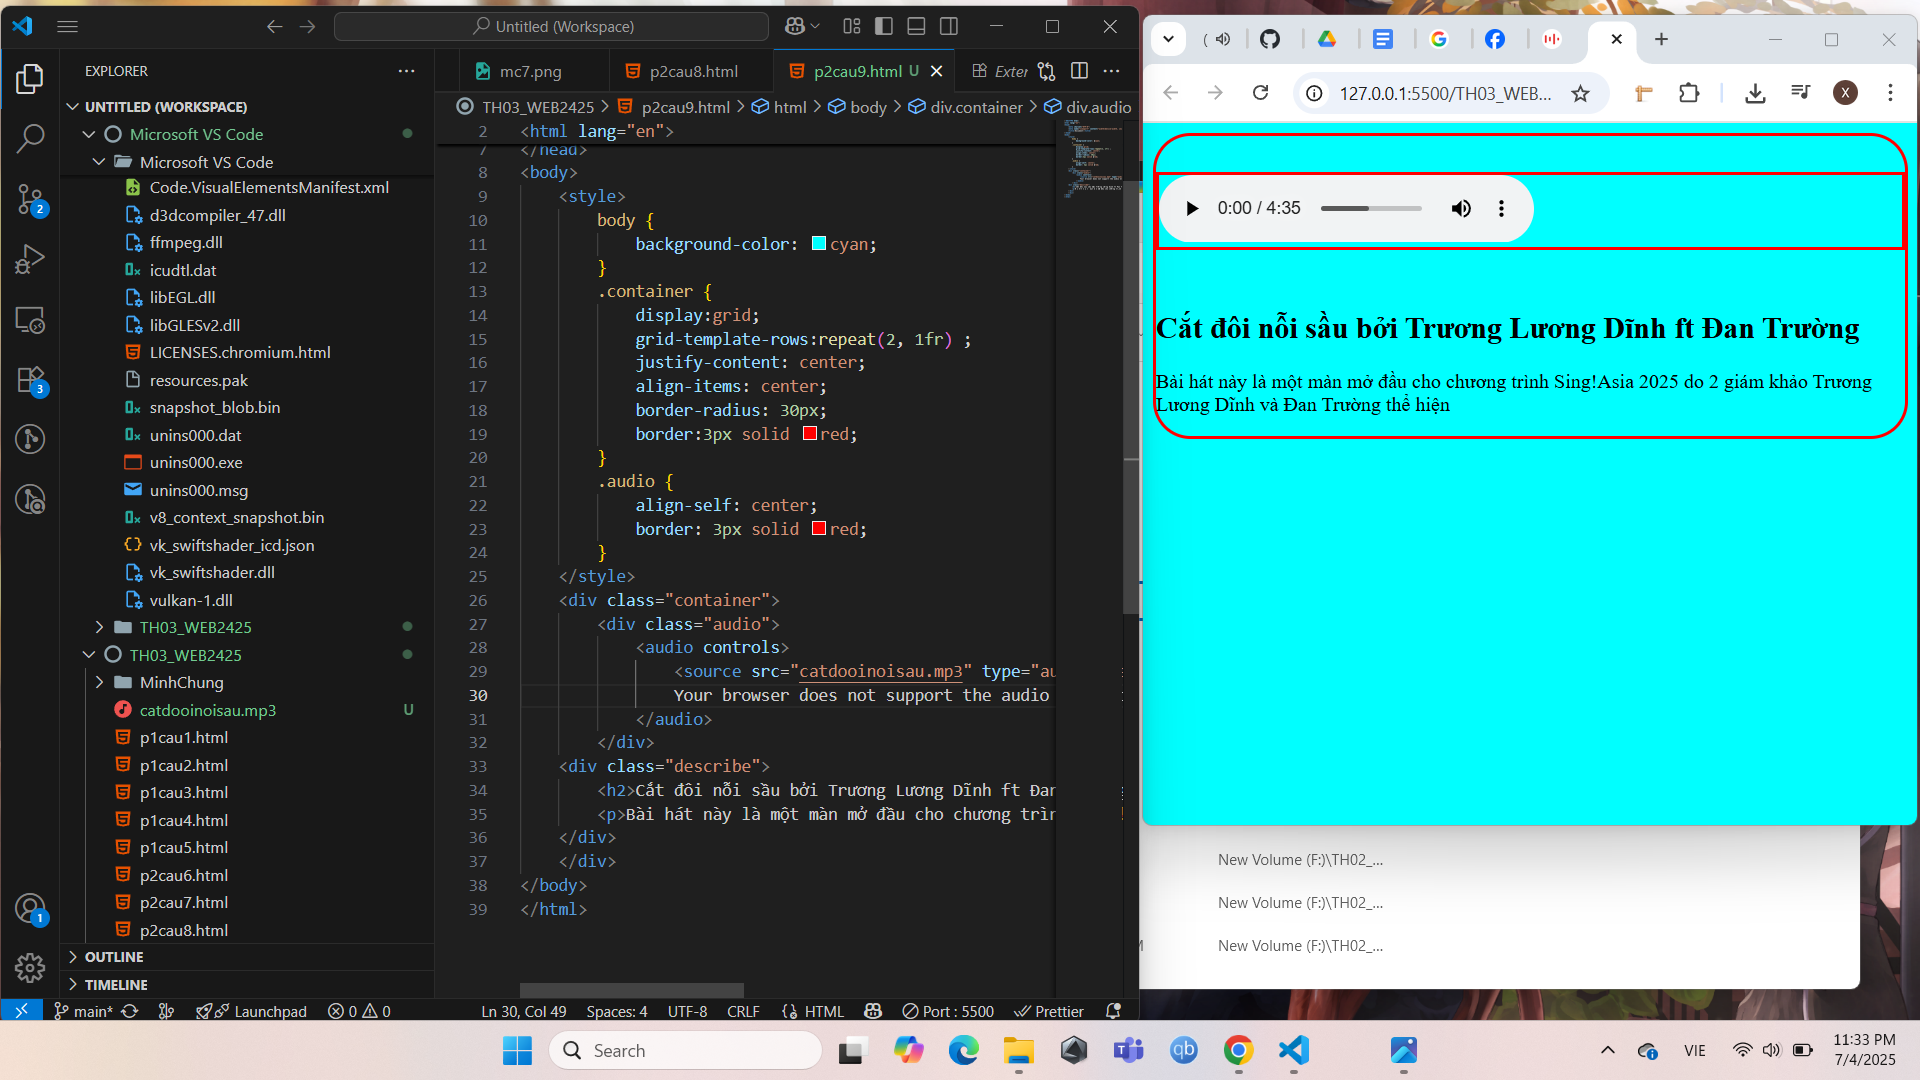 Untitled (Workspace)
EXPLORER
UNTITLED (WORKSPACE)
Microsoft VS Code
Microsoft VS Code
Code.VisualElementsManifest.xml
d3dcompiler_47.dll
ffmpeg.dll
icudtl.dat
libEGL.dll
libGLESv2.dll
LICENSES.chromium.html
resources.pak
snapshot_blob.bin
unins000.dat
unins000.exe
unins000.msg
v8_context_snapshot.bin
vk_swiftshader_icd.json
vk_swiftshader.dll
vulkan-1.dll
TH03_WEB2425
TH03_WEB2425
MinhChung
catdooinoisau.mp3 U
p1cau1.html
p1cau2.html
p1cau3.html
p1cau4.html
p1cau5.html
p2cau6.html
p2cau7.html
p2cau8.html
OUTLINE
TIMELINE
2
3
1
mc7.png
p2cau8.html
p2cau9.html U
Exter
TH03_WEB2425 > p2cau9.html > html > body > div.container > div.audio
2 <html lang="en">
7 </head>
8 <body>
9 <style>
10 body {
11 background-color: cyan;
12 }
13 .container {
14 display:grid;
15 grid-template-rows:repeat(2, 1fr) ;
16 justify-content: center;
17 align-items: center;
18 border-radius: 30px;
19 border:3px solid red;
20 }
21 .audio {
22 align-self: center;
23 border: 3px solid red;
24 }
25 </style>
26 <div class="container">
27 <div class="audio">
28 <audio controls>
29 <source src="catdooinoisau.mp3" type="au
30 Your browser does not support the audio
31 </audio>
32 </div>
33 <div class="describe">
34 <h2>Cắt đôi nỗi sầu bởi Trương Lương Dĩnh ft Đan
35 <p>Bài hát này là một màn mở đầu cho chương trìn
36 </div>
37 </div>
38 </body>
39 </html>
main* 
Launchpad
0 0
Ln 30, Col 49
Spaces: 4
UTF-8
CRLF
HTML
Port : 5500
Prettier
127.0.0.1:5500/TH03_WEB...
X
0:00 / 4:35
Cắt đôi nỗi sầu bởi Trương Lương Dĩnh ft Đan Trường
Bài hát này là một màn mở đầu cho chương trình Sing!Asia 2025 do 2 giám khảo Trương
Lương Dĩnh và Đan Trường thể hiện
New Volume (F:)\TH02_...
New Volume (F:)\TH02_...
New Volume (F:)\TH02_...
Search
qb
VIE
11:33 PM
7/4/2025